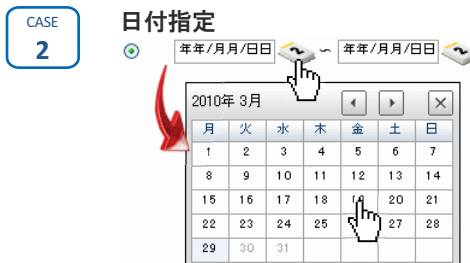 CASE
2
日付指定
年年/月月/日日 ~ 年年/月月/日日
2010年 3月
月 火 水 木 金 土 日
1 2 3 4 5 6 7
8 9 10 11 12 13 14
15 16 17 18 19 20 21
22 23 24 25 27 28
29 30 31